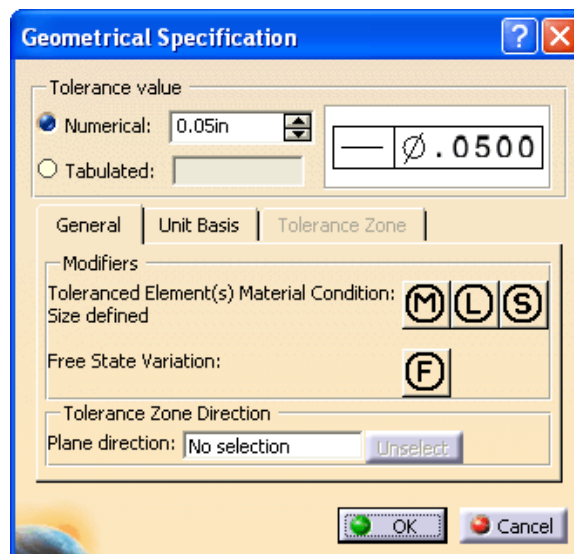 Geometrical Specification
?
X
Tolerance value
Numerical: 0.05in
— Ø.0500
Tabulated:
General Unit Basis Tolerance Zone
Modifiers
Toleranced Element(s) Material Condition:
Size defined
M L S
Free State Variation:
F
Tolerance Zone Direction
Plane direction: No selection Unselect
OK Cancel